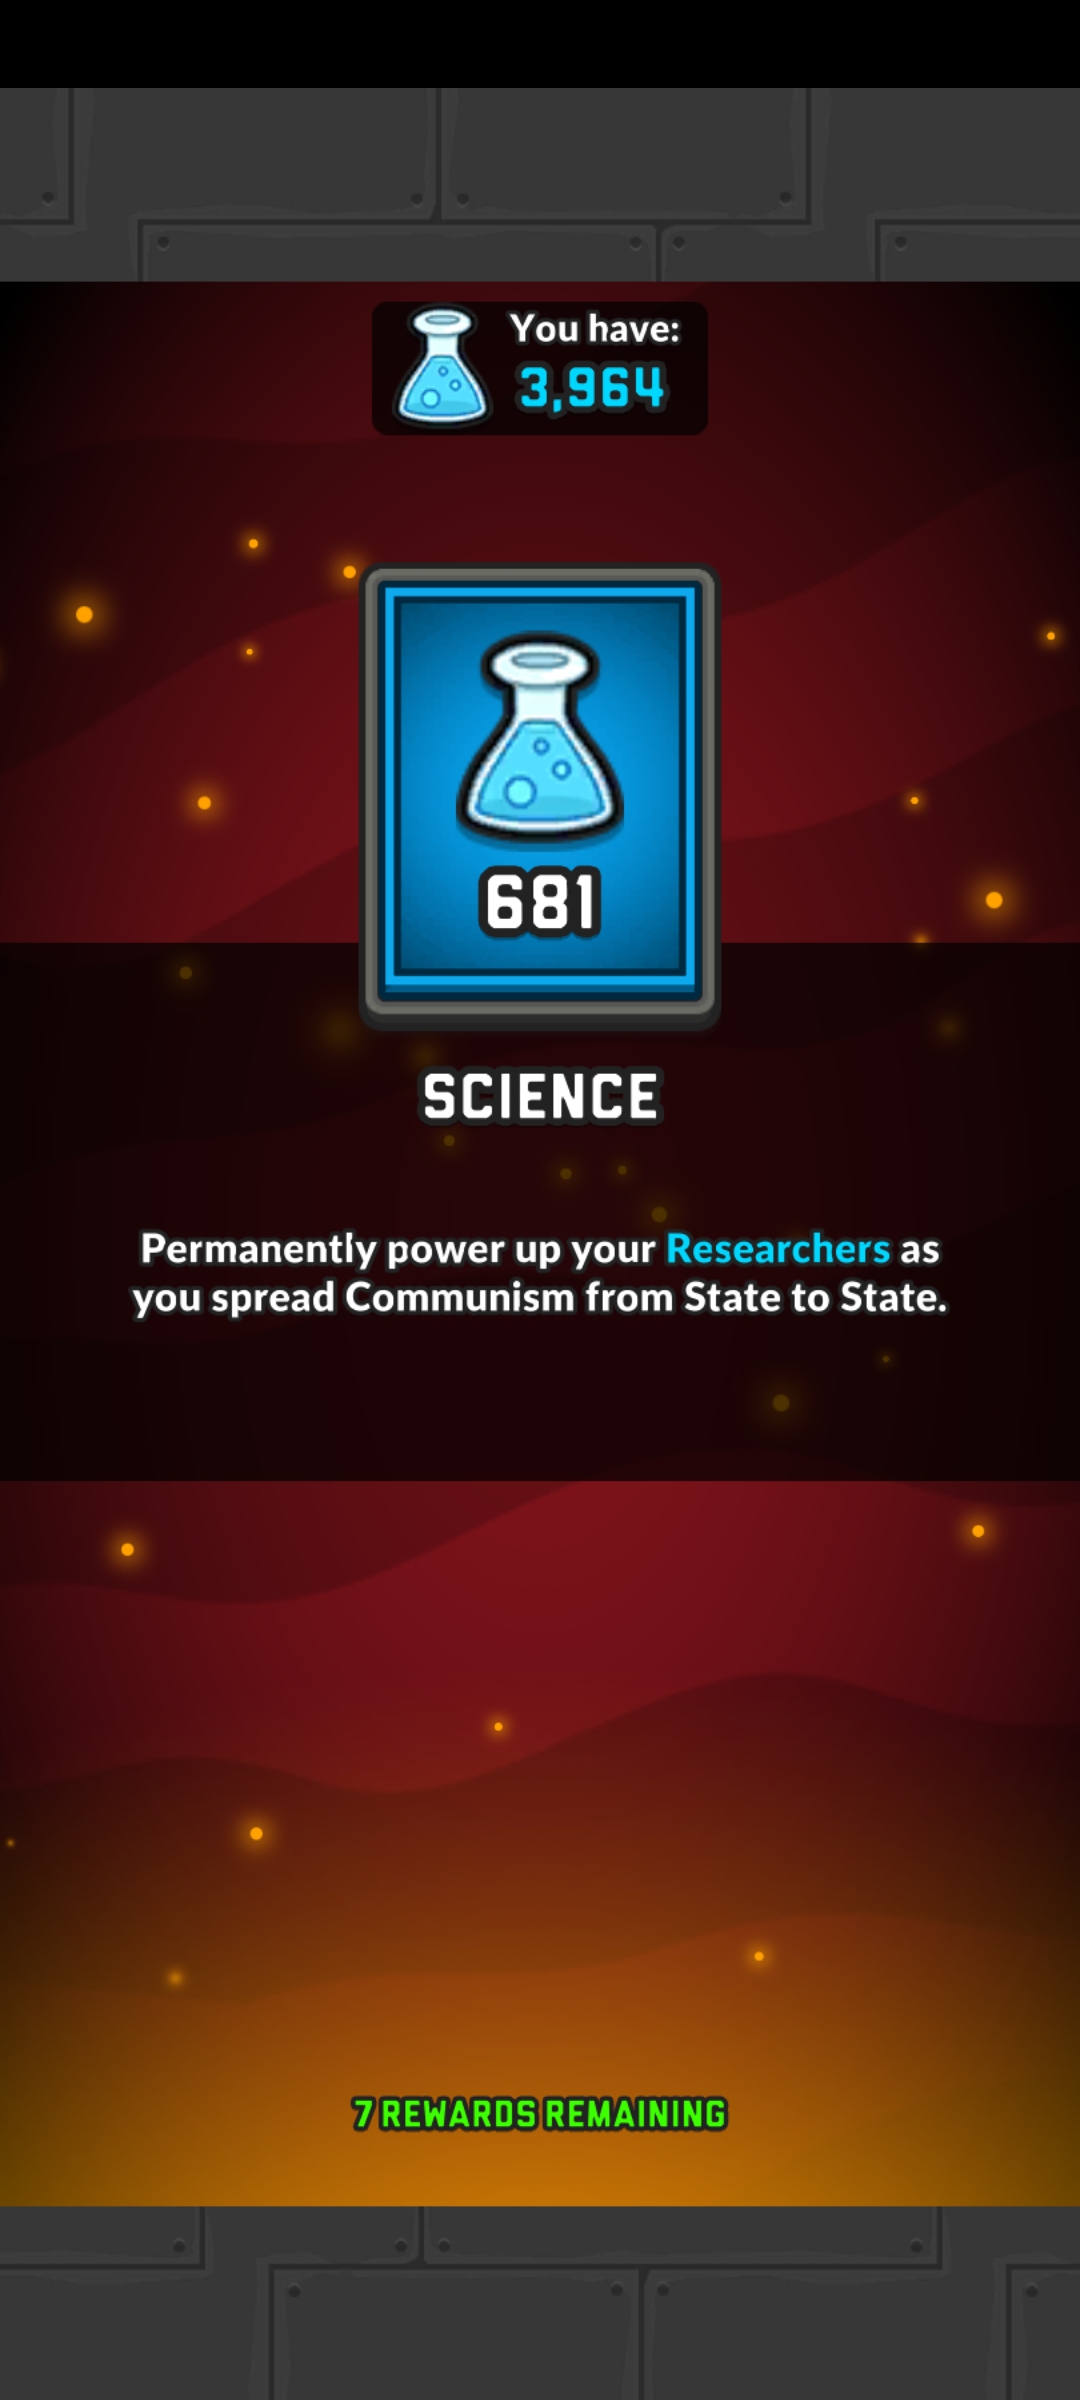 You have:
3,964
681
SCIENCE
Permanently power up your Researchers as
you spread Communism from State to State.
7 REWARDS REMAINING